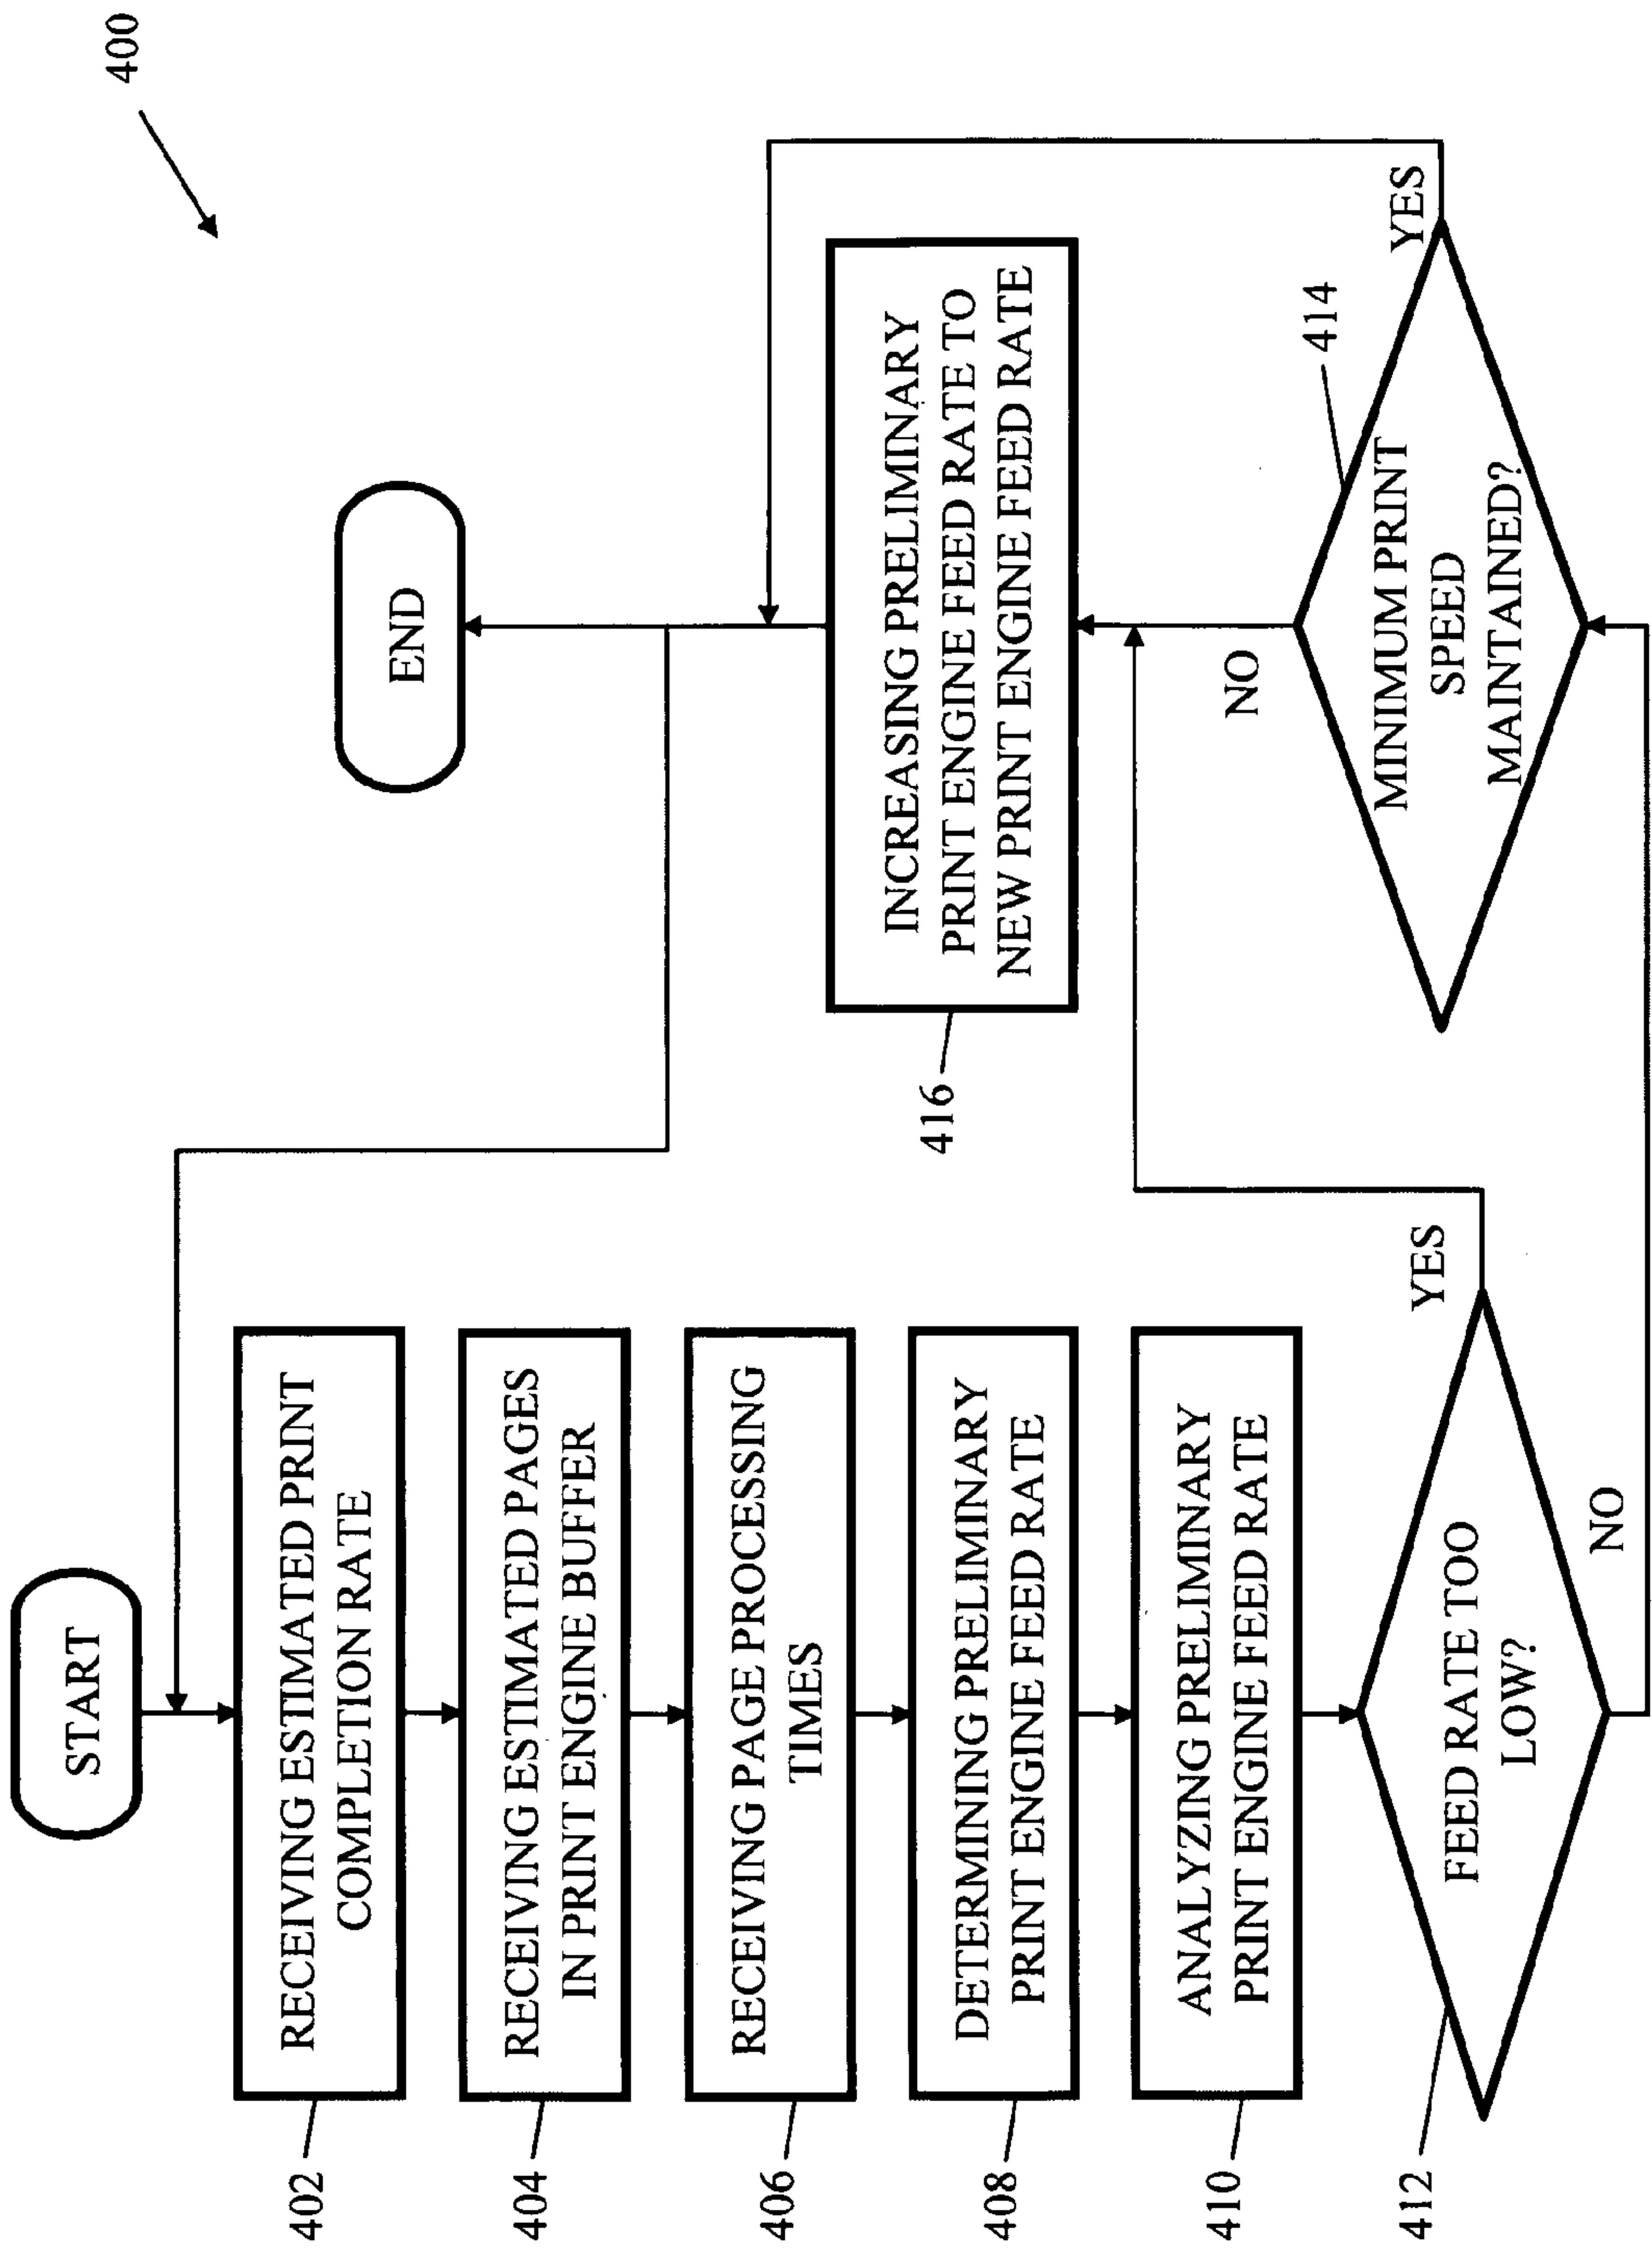 400
START
402
RECEIVING ESTIMATED PRINT
COMPLETION RATE
404
RECEIVING ESTIMATED PAGES
IN PRINT ENGINE BUFFER
406
RECEIVING PAGE PROCESSING
TIMES
408
DETERMINING PRELIMINARY
PRINT ENGINE FEED RATE
410
ANALYZING PRELIMINARY
PRINT ENGINE FEED RATE
412
FEED RATE TOO
LOW?
YES
NO
END
416
INCREASING PRELIMINARY
PRINT ENGINE FEED RATE TO
NEW PRINT ENGINE FEED RATE
NO
414
MINIMUM PRINT
SPEED
MAINTAINED?
YES